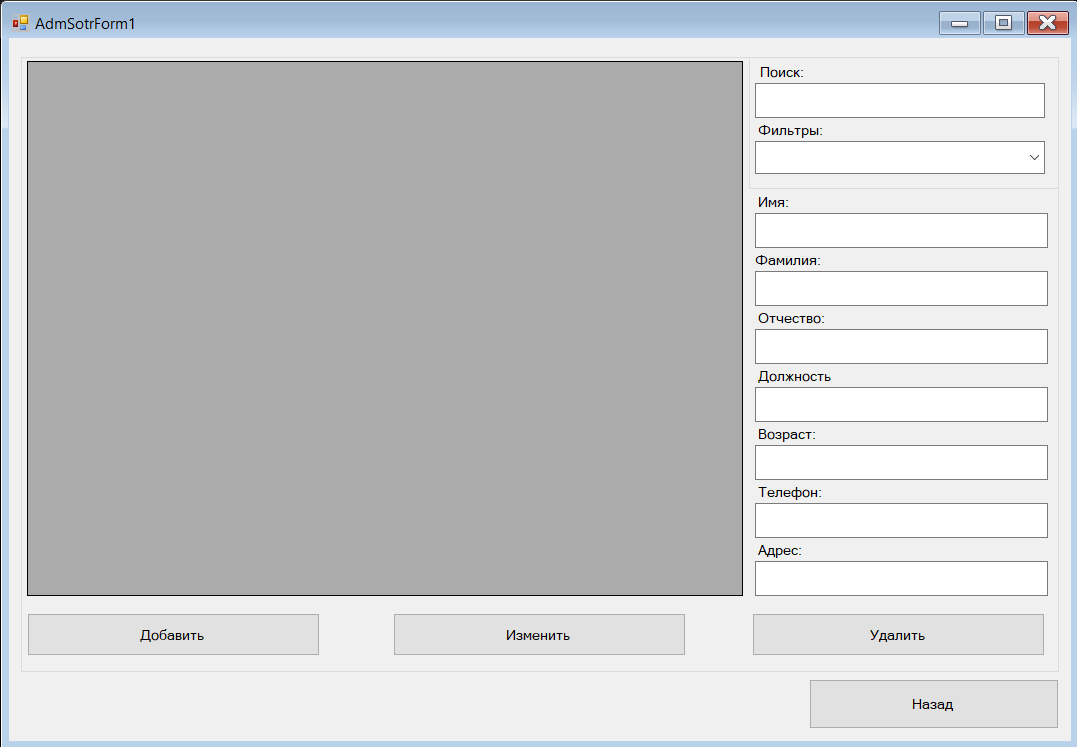 AdmSotrForm1
Поиск:
Фильтры:
Имя:
Фамилия:
Отчество:
Должность
Возраст:
Телефон:
Адрес:
Добавить
Изменить
Удалить
Назад